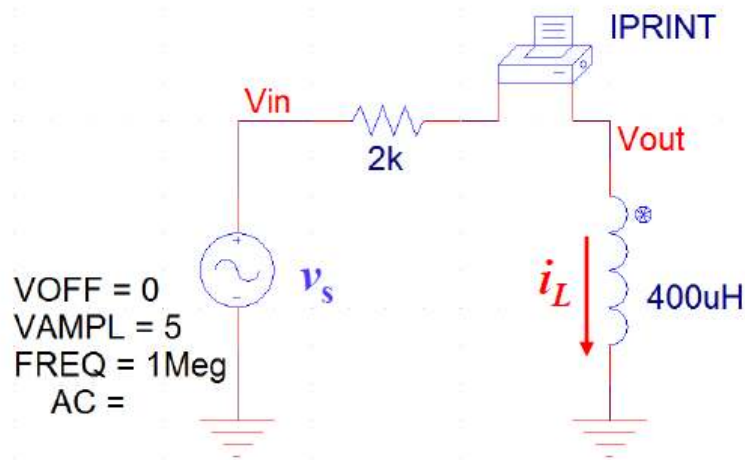 IPRINT
Vin
Vout
2k
VOFF = 0
VAMPL = 5
FREQ = 1Meg
AC =
+
-
vs
iL
400uH